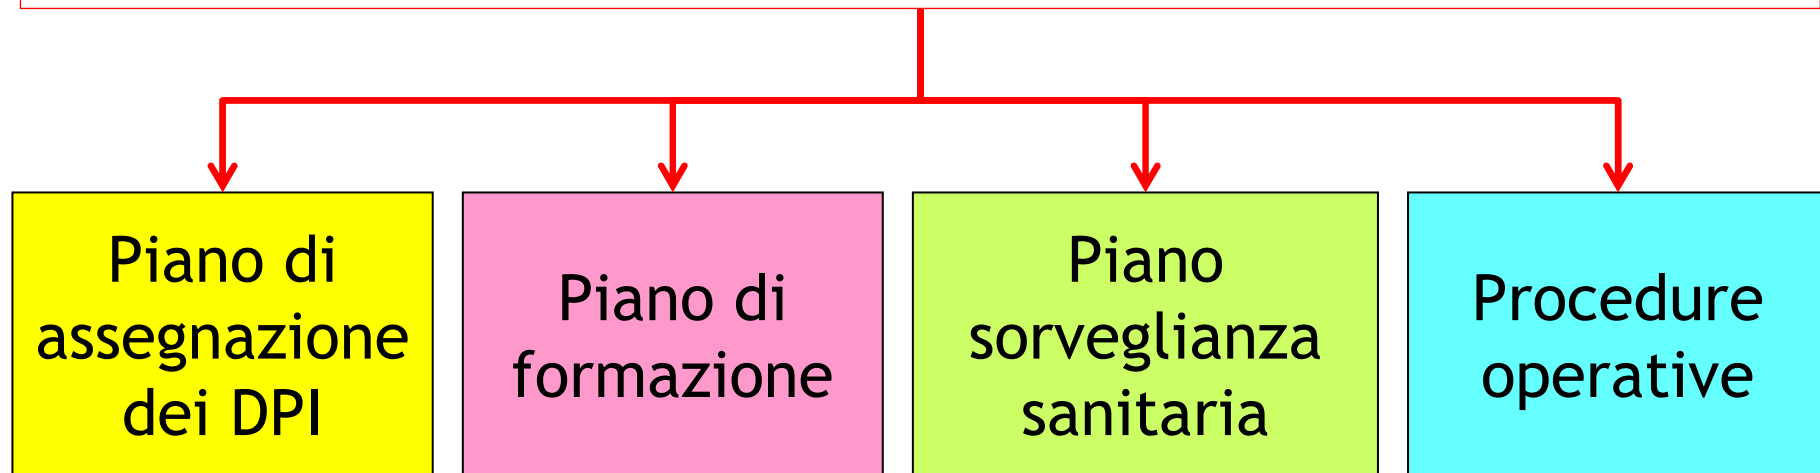 Piano di
assegnazione
dei DPI
Piano di
formazione
Piano
sorveglianza
sanitaria
Procedure
operative